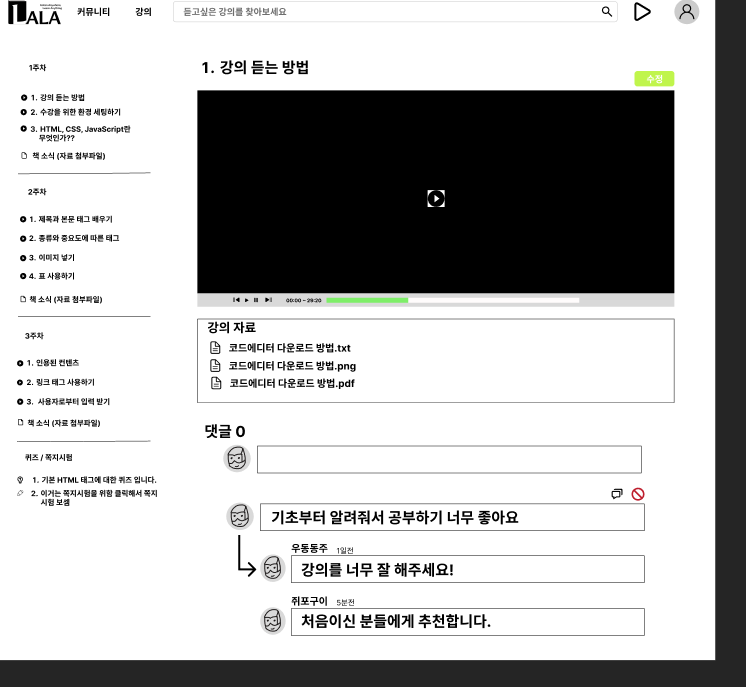 ALA
커뮤니티
강의
듣고싶은 강의를 찾아보세요
1주차
1. 강의 듣는 방법
2. 수강을 위한 환경 세팅하기
3. HTML, CSS, JavaScript란
무엇인가??
책 소식 (자료 첨부파일)
2주차
1. 제목과 본문 태그 배우기
2. 종류와 중요도에 따른 태그
3. 이미지 넣기
4. 표 사용하기
책 소식 (자료 첨부파일)
3주차
1. 인용된 컨텐츠
2. 링크 태그 사용하기
3. 사용자로부터 입력 받기
책 소식 (자료 첨부파일)
퀴즈 / 쪽지시험
1. 기본 HTML 태그에 대한 퀴즈 입니다.
2. 이거는 쪽지시험을 위함 클릭해서 쪽지
시험 보셈
1. 강의 듣는 방법
수정
00:00 – 29:20
강의 자료
코드에디터 다운로드 방법.txt
코드에디터 다운로드 방법.png
코드에디터 다운로드 방법.pdf
댓글 0
기초부터 알려줘서 공부하기 너무 좋아요
우동동주 1일전
강의를 너무 잘 해주세요!
쥐포구이 5분전
처음이신 분들에게 추천합니다.